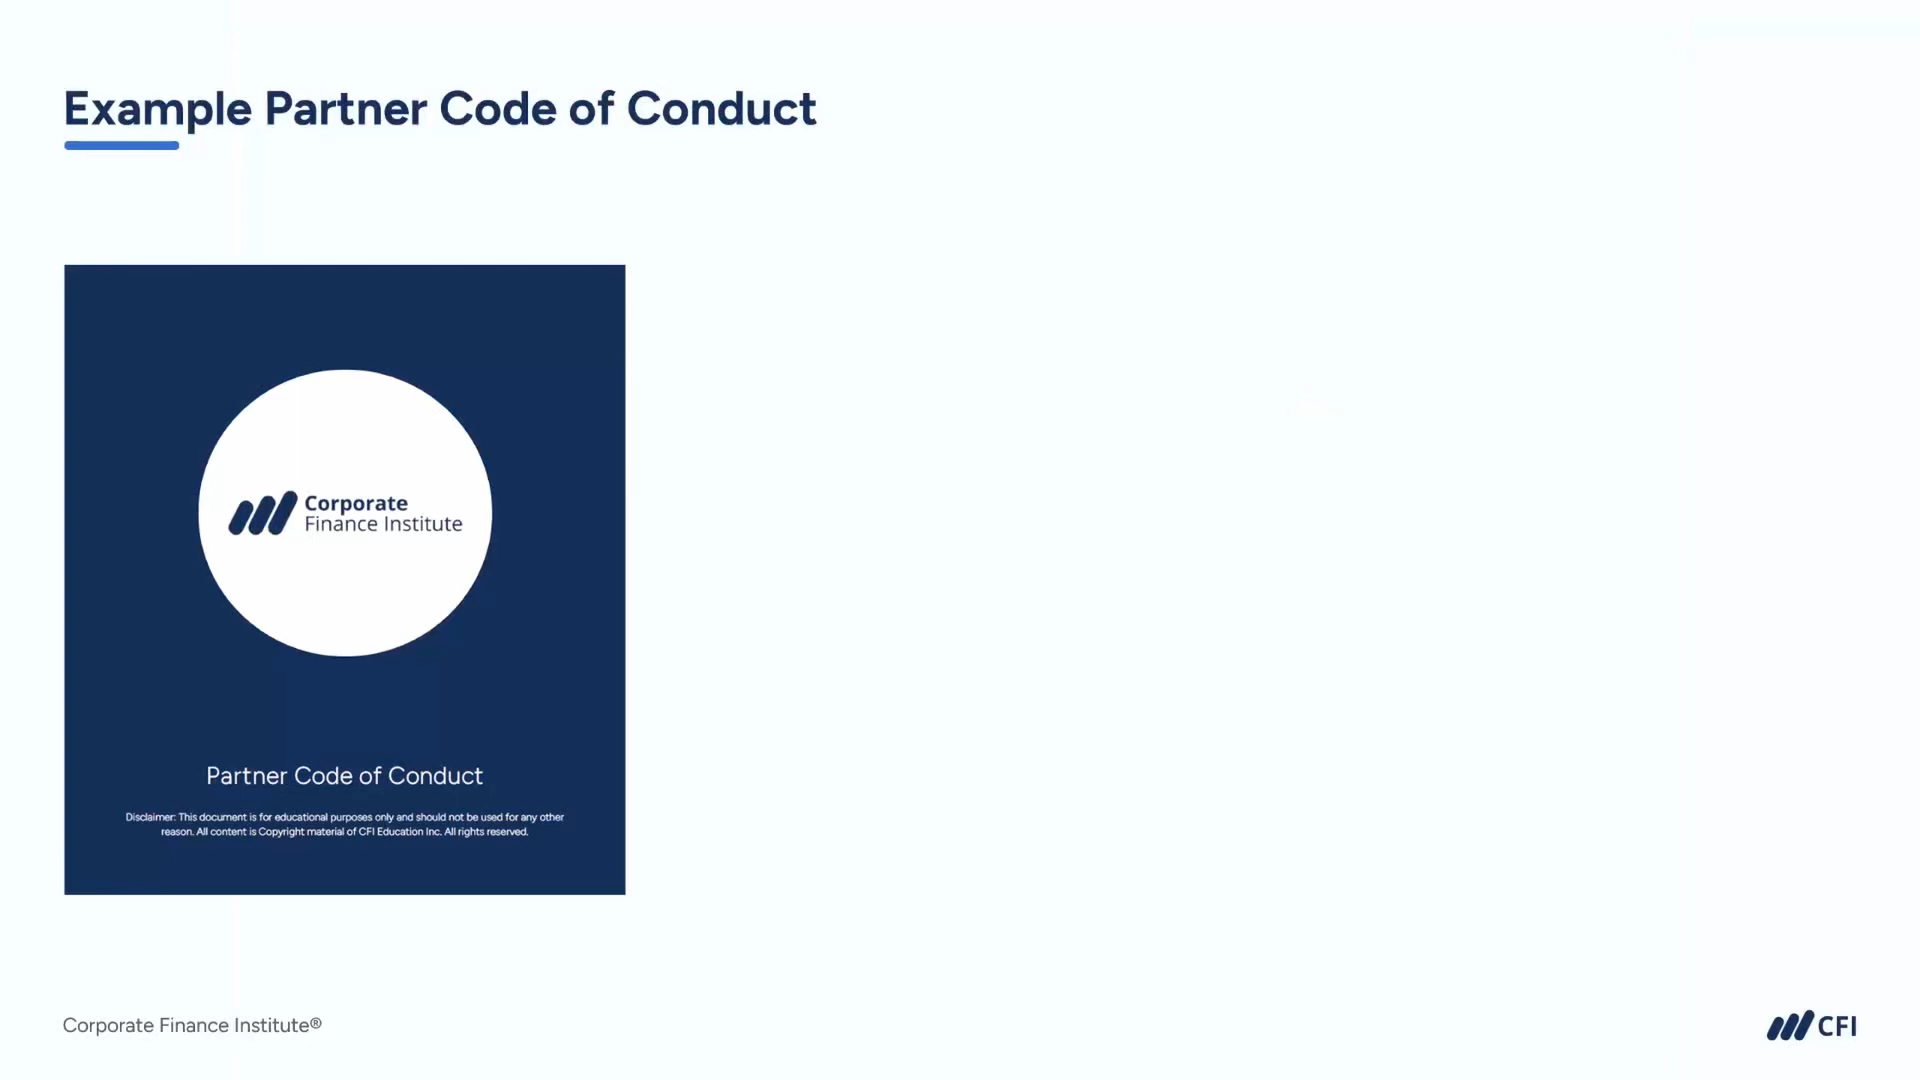 Example Partner Code of Conduct
Corporate
Finance Institute
Partner Code of Conduct
Disclaimer: This document is for educational purposes only and should not be used for any other
reason. All content is Copyright material of CFI Education Inc. All rights reserved.
Corporate Finance Institute®
CFI